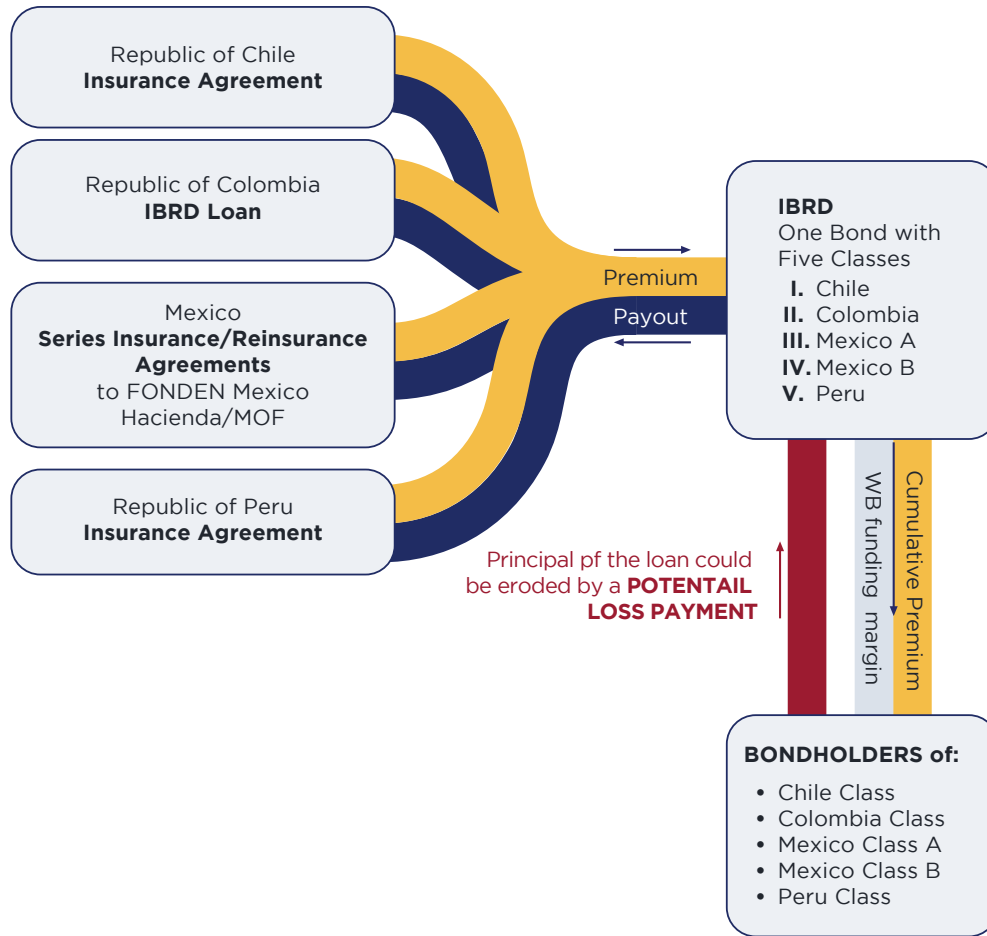 Republic of Chile
Insurance Agreement
Republic of Colombia
IBRD Loan
Mexico
Series Insurance/Reinsurance
Agreements
to FONDEN Mexico
Hacienda/MOF
Republic of Peru
Insurance Agreement
Premium
Payout
IBRD
One Bond with
Five Classes
I. Chile
II. Colombia
III. Mexico A
IV. Mexico B
V. Peru
Principal pf the loan could
be eroded by a POTENTAIL
LOSS PAYMENT
WB funding margin
Cumulative Premium
BONDHOLDERS of:
• Chile Class
• Colombia Class
• Mexico Class A
• Mexico Class B
• Peru Class